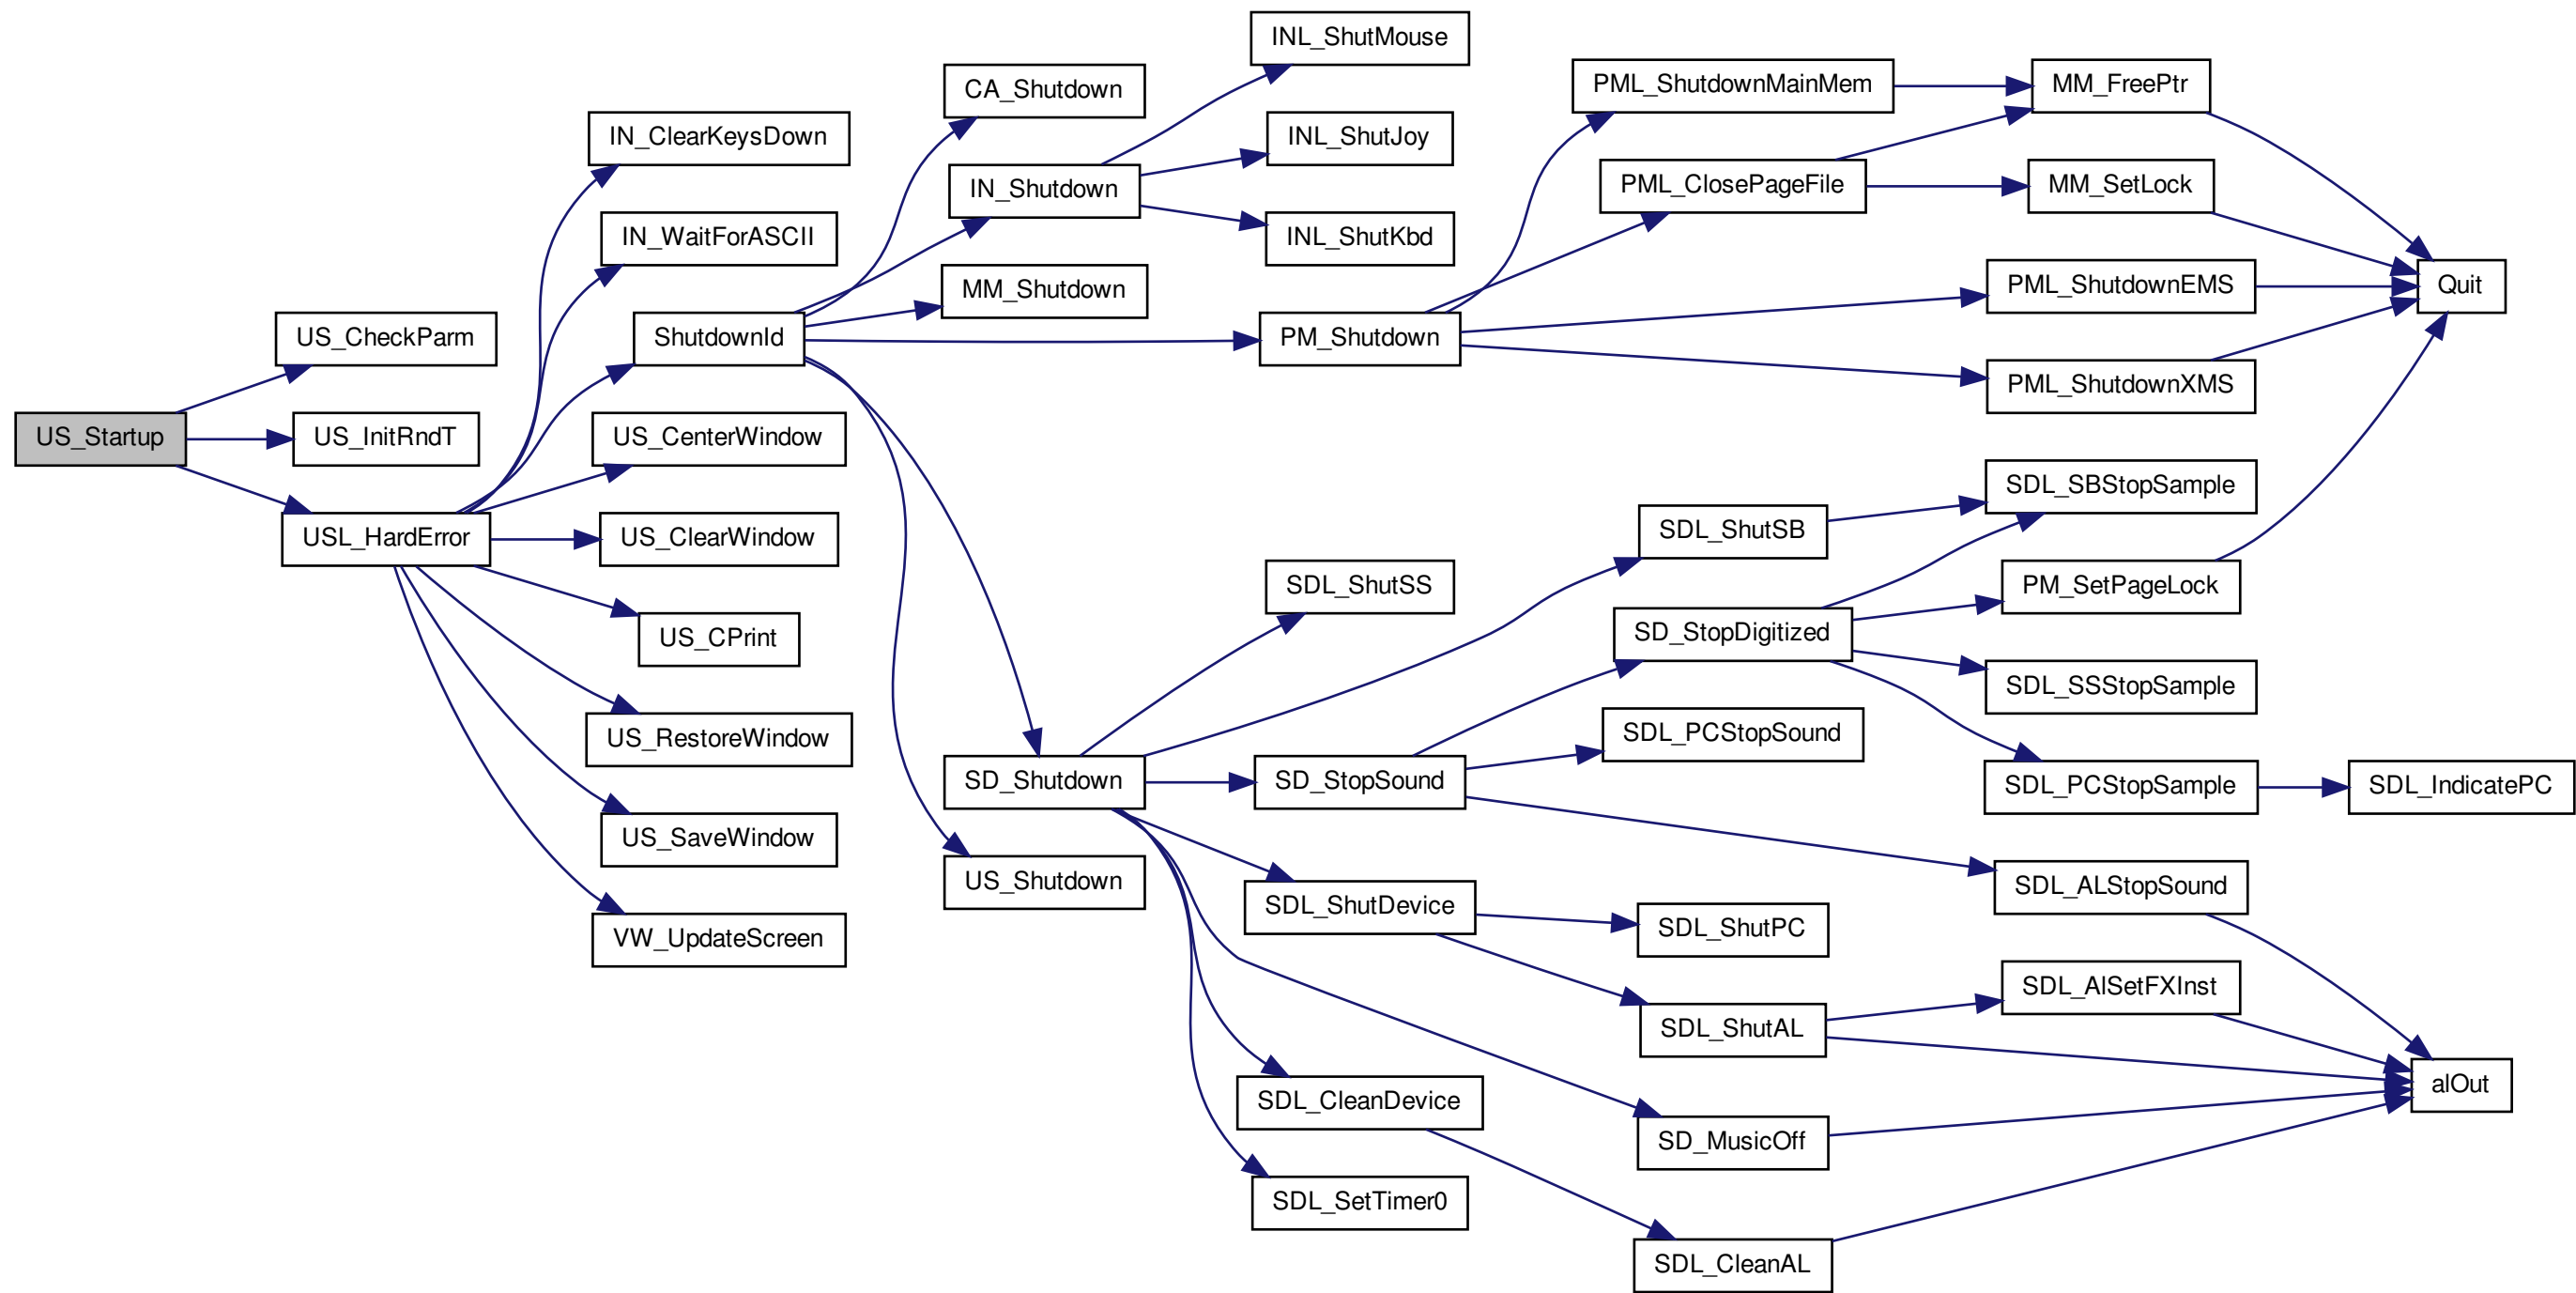 US_Startup
US_CheckParm
US_InitRndT
USL_HardError
IN_ClearKeysDown
IN_WaitForASCII
ShutdownId
US_CenterWindow
US_ClearWindow
US_CPrint
US_RestoreWindow
US_SaveWindow
VW_UpdateScreen
CA_Shutdown
IN_Shutdown
MM_Shutdown
SD_Shutdown
US_Shutdown
INL_ShutMouse
INL_ShutJoy
INL_ShutKbd
PM_Shutdown
SDL_ShutSS
SD_StopSound
SDL_ShutDevice
SDL_CleanDevice
SDL_SetTimer0
PML_ShutdownMainMem
PML_ClosePageFile
SDL_ShutSB
SD_StopDigitized
SDL_PCStopSound
SDL_ShutPC
SDL_ShutAL
SD_MusicOff
SDL_CleanAL
MM_FreePtr
MM_SetLock
PML_ShutdownEMS
PML_ShutdownXMS
SDL_SBStopSample
PM_SetPageLock
SDL_SSStopSample
SDL_PCStopSample
SDL_ALStopSound
SDL_AlSetFXInst
Quit
SDL_IndicatePC
alOut